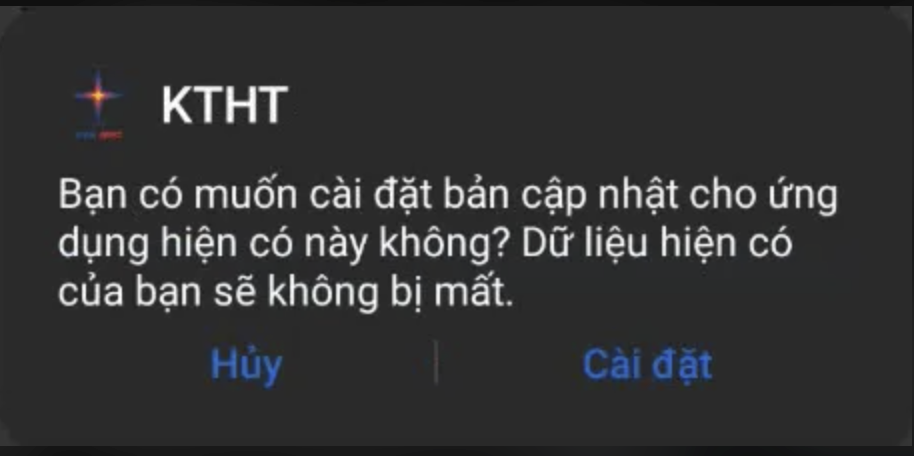 KTHT
Bạn có muốn cài đặt bản cập nhật cho ứng
dụng hiện có này không? Dữ liệu hiện có
của bạn sẽ không bị mất.
Hủy
Cài đặt